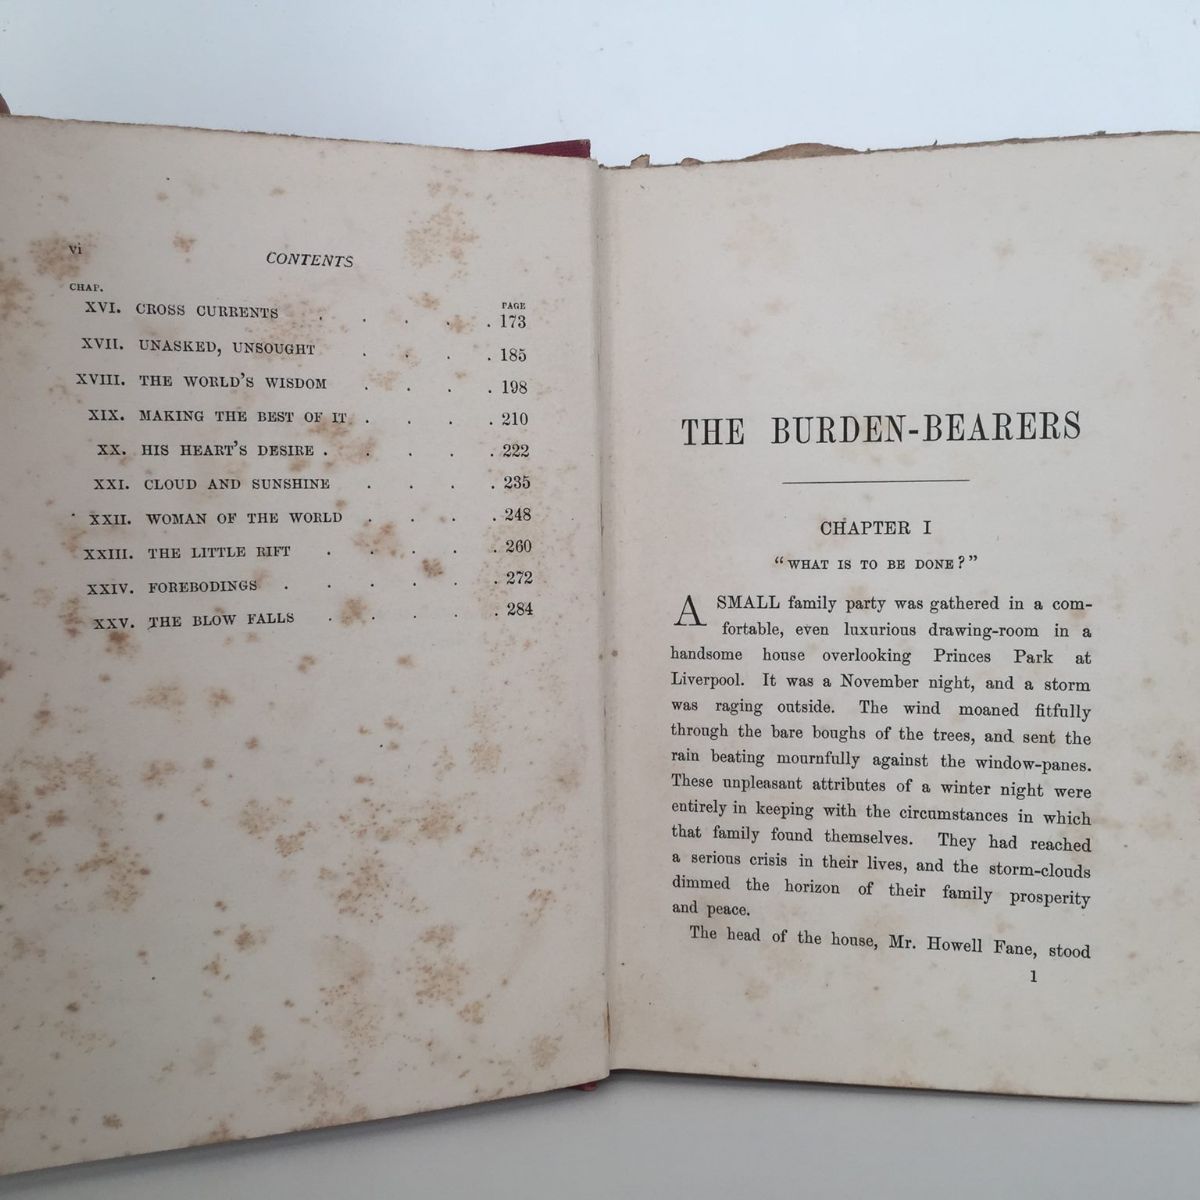 vi
CONTENTS
CHAP.
PAGE
XVI. CROSS CURRENTS . . . . . 173
XVII. UNASKED, UNSOUGHT . . . . 185
XVIII. THE WORLD'S WISDOM . . . . 198
XIX. MAKING THE BEST OF IT . . . . . 210
XX. HIS HEART'S DESIRE . . . . . . 222
XXI. CLOUD AND SUNSHINE . . . . 235
XXII. WOMAN OF THE WORLD . . . . 248
XXIII. THE LITTLE RIFT . . . . . 260
XXIV. FOREBODINGS . . . . . . 272
XXV. THE BLOW FALLS . . . . . 284
THE BURDEN-BEARERS
CHAPTER I
"WHAT IS TO BE DONE?"
A SMALL family party was gathered in a com-
fortable, even luxurious drawing-room in a
handsome house overlooking Princes Park at
Liverpool. It was a November night, and a storm
was raging outside. The wind moaned fitfully
through the bare boughs of the trees, and sent the
rain beating mournfully against the window-panes.
These unpleasant attributes of a winter night were
entirely in keeping with the circumstances in which
that family found themselves. They had reached
a serious crisis in their lives, and the storm-clouds
dimmed the horizon of their family prosperity
and peace.
The head of the house, Mr. Howell Fane, stood
1